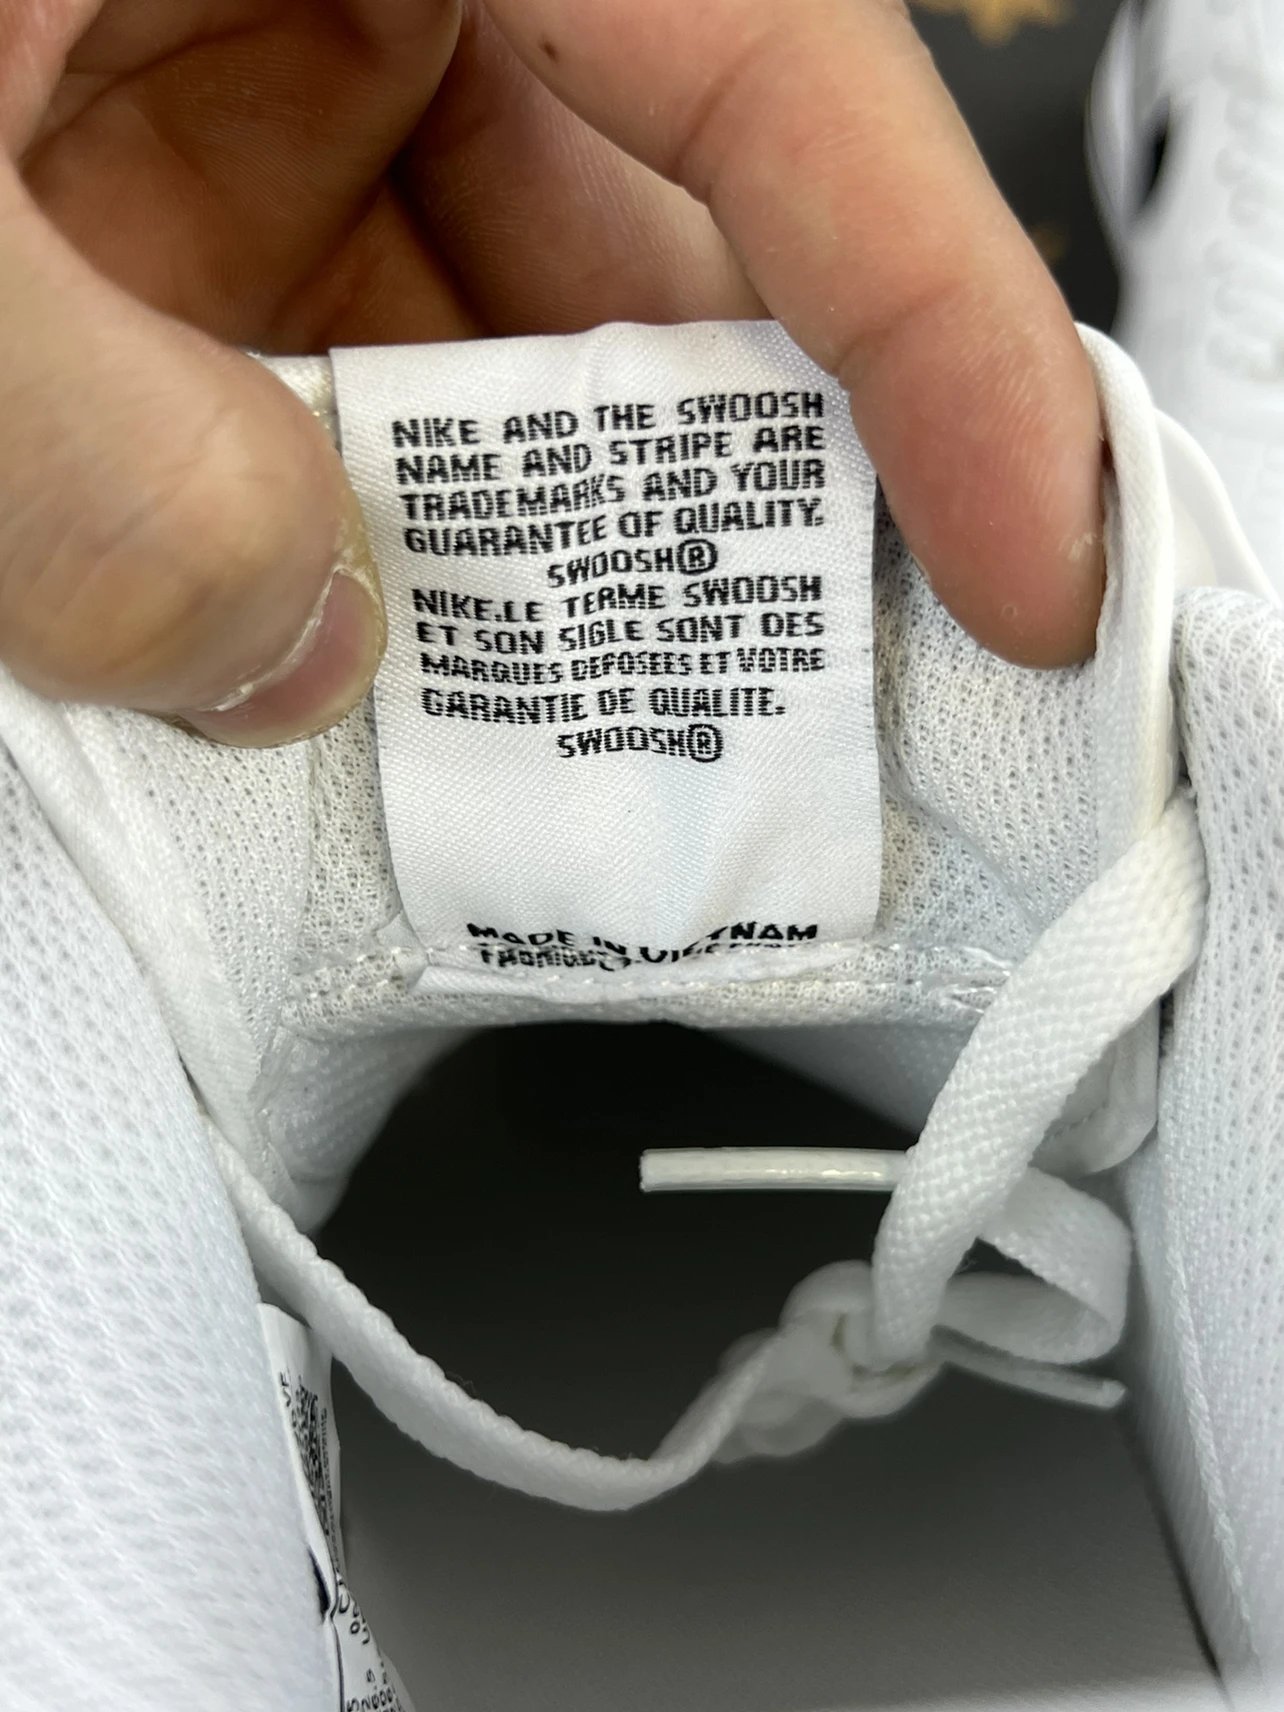 NIKE AND THE SWOOSH
NAME AND STRIPE ARE
TRADEMARKS AND YOUR
GUARANTEE OF QUALITY.
SWOOSH®
NIKE.LE TERME SWOOSH
ET SON SIGLE SONT DES
MARQUES DEPOSEES ET VOTRE
GARANTIE DE QUALITE.
SWOOSH®
MADE IN VIETNAM